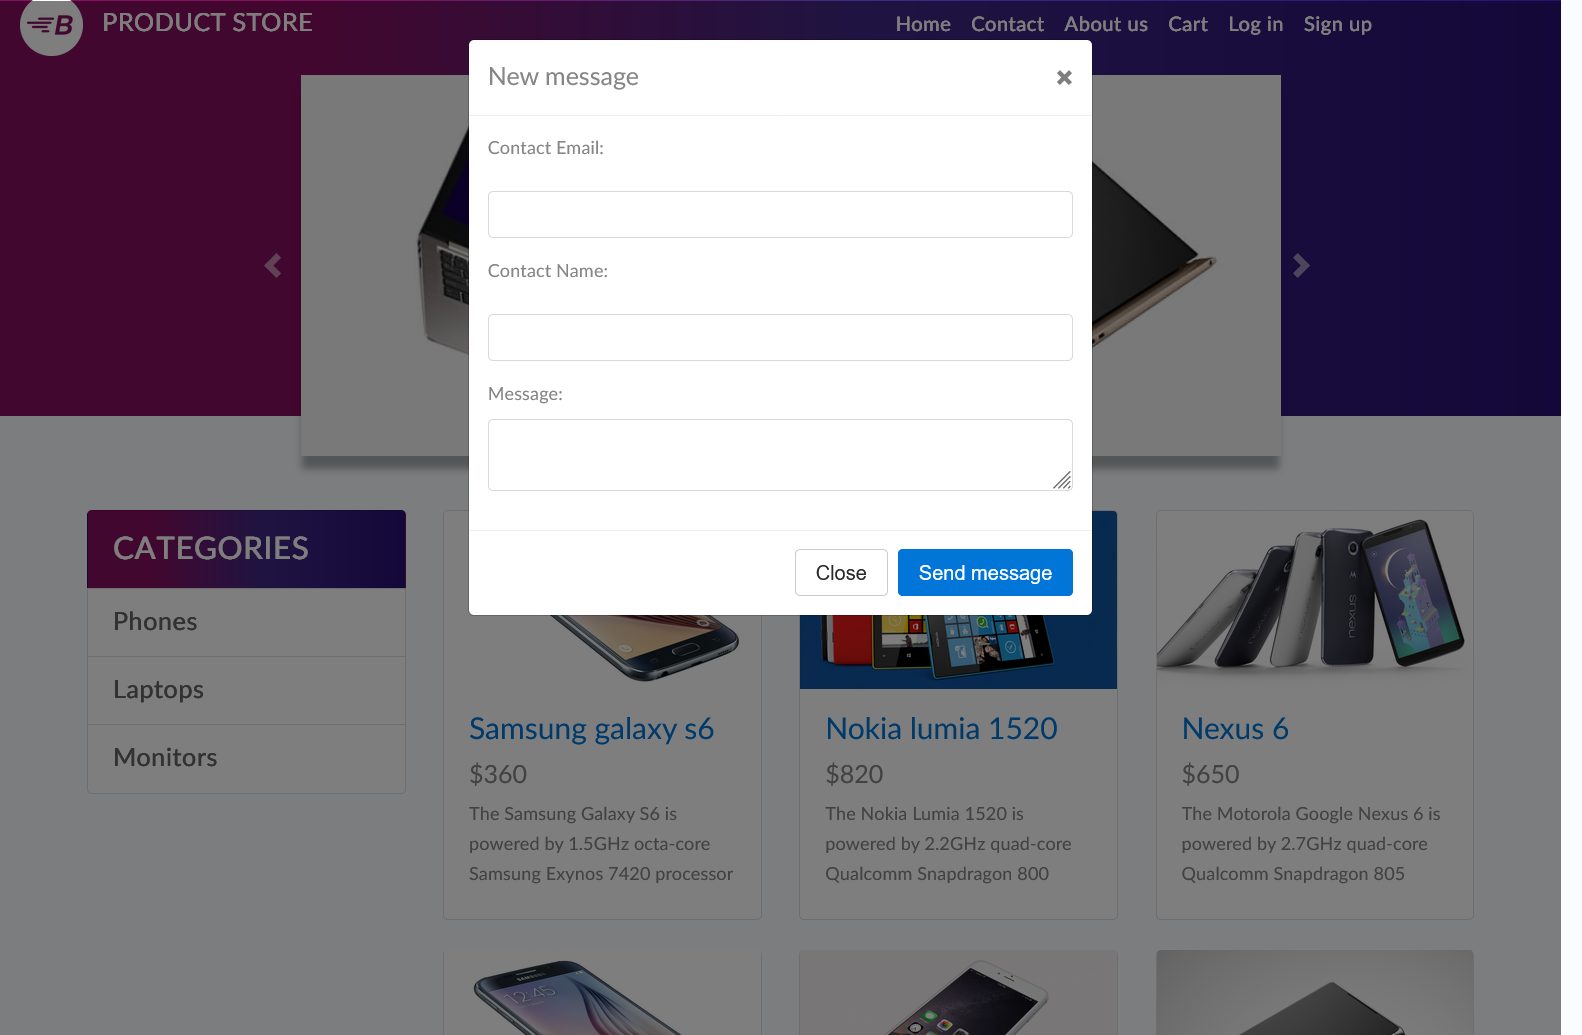 B PRODUCT STORE
Home Contact About us Cart Log in Sign up
New message
×
Contact Email:
Contact Name:
Message:
Close Send message
CATEGORIES
Phones
Laptops
Monitors
nexus
Samsung galaxy s6
$360
The Samsung Galaxy S6 is
powered by 1.5GHz octa-core
Samsung Exynos 7420 processor
Nokia lumia 1520
$820
The Nokia Lumia 1520 is
powered by 2.2GHz quad-core
Qualcomm Snapdragon 800
Nexus 6
$650
The Motorola Google Nexus 6 is
powered by 2.7GHz quad-core
Qualcomm Snapdragon 805
SAMSUNG
12:45